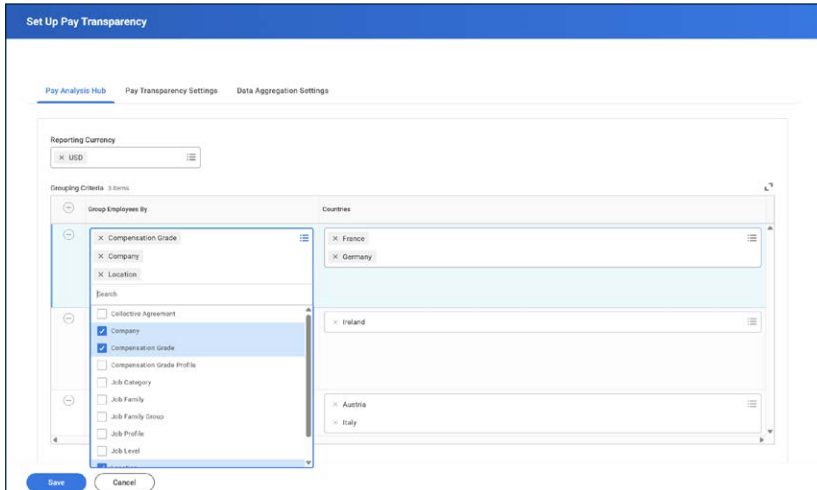 Set Up Pay Transparency
Pay Analysis Hub Pay Transparency Settings Data Aggregation Settings
Reporting Currency
× USD
Grouping Criteria 3 items
Group Employees By Countries
× Compensation Grade × France
× Company × Germany
× Location
Search
Collective Agreement
Company × Ireland
Compensation Grade
Compensation Grade Profile
Job Category
Job Family × Austria
Job Family Group × Italy
Job Profile
Job Level
Save Cancel